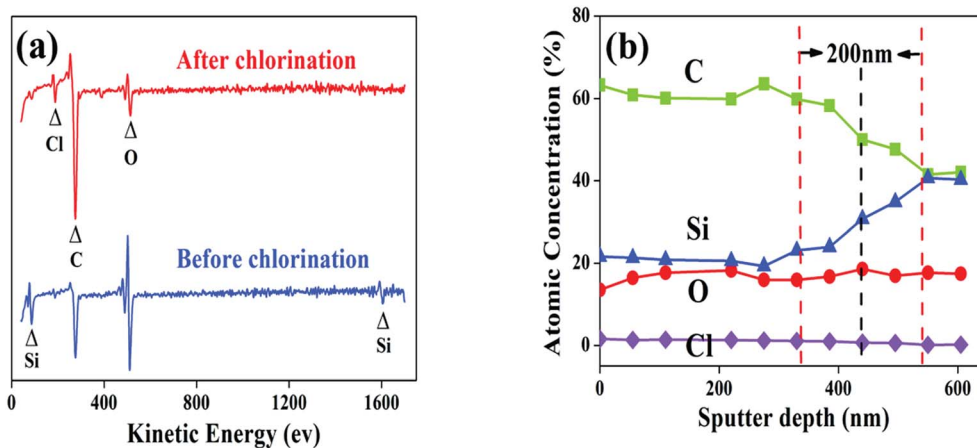 (a)
After chlorination
Δ
Cl
Δ
O
Δ
C
Before chlorination
Δ
Si
Δ
Si
0 400 800 1200 1600
Kinetic Energy (ev)
(b)
200nm
C
Si
O
Cl
80
60
40
20
0
Atomic Concentration (%)
0 200 400 600
Sputter depth (nm)